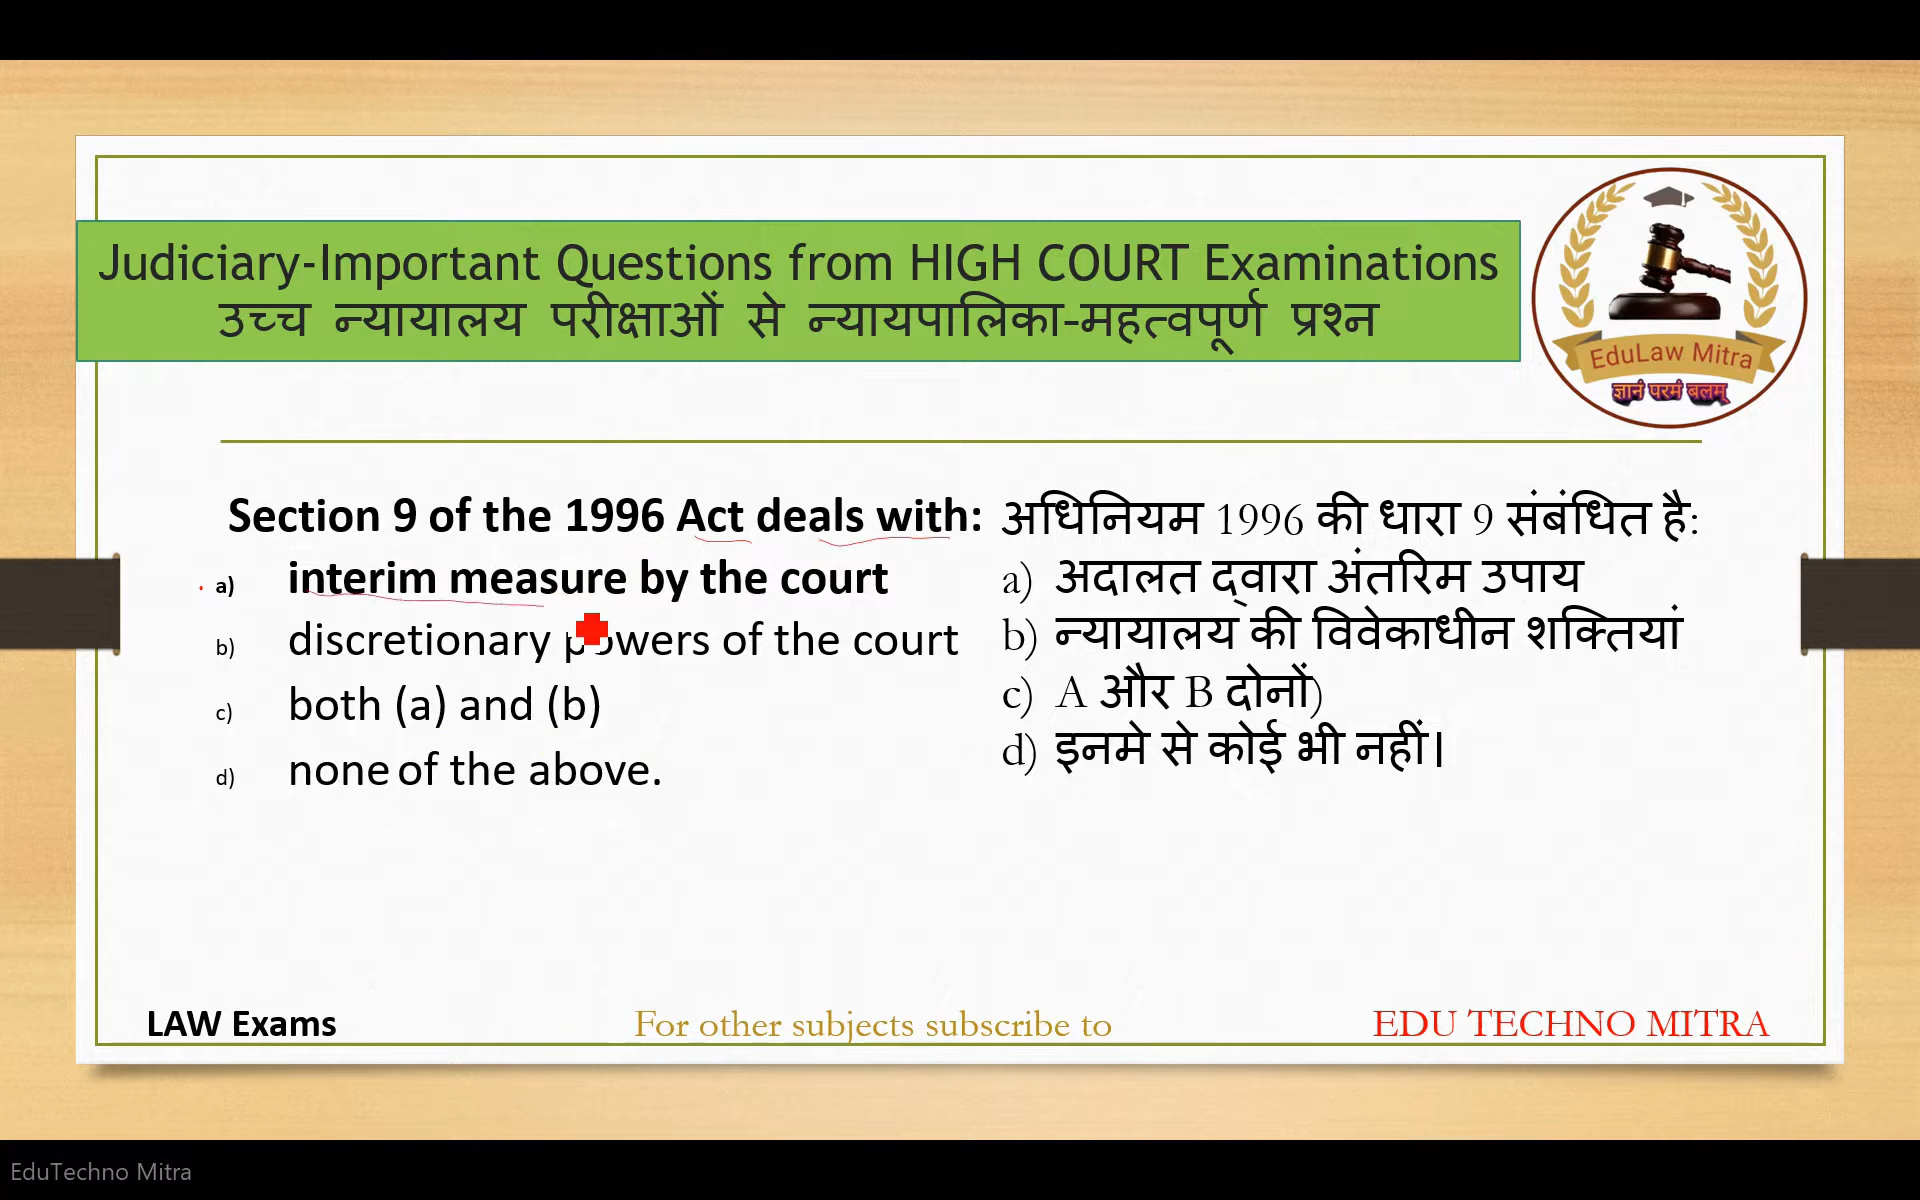 Judiciary-Important Questions from HIGH COURT Examinations
उच्च न्यायालय परीक्षाओं से न्यायपालिका-महत्वपूर्ण प्रश्न
EduLaw Mitra
ज्ञानं परमं बलम्
Section 9 of the 1996 Act deals with:
a) interim measure by the court
b) discretionary powers of the court
c) both (a) and (b)
d) none of the above.
अधिनियम 1996 की धारा 9 संबंधित है:
a) अदालत द्वारा अंतरिम उपाय
b) न्यायालय की विवेकाधीन शक्तियां
c) A और B दोनों)
d) इनमे से कोई भी नहीं।
LAW Exams
For other subjects subscribe to
EDU TECHNO MITRA
EduTechno Mitra